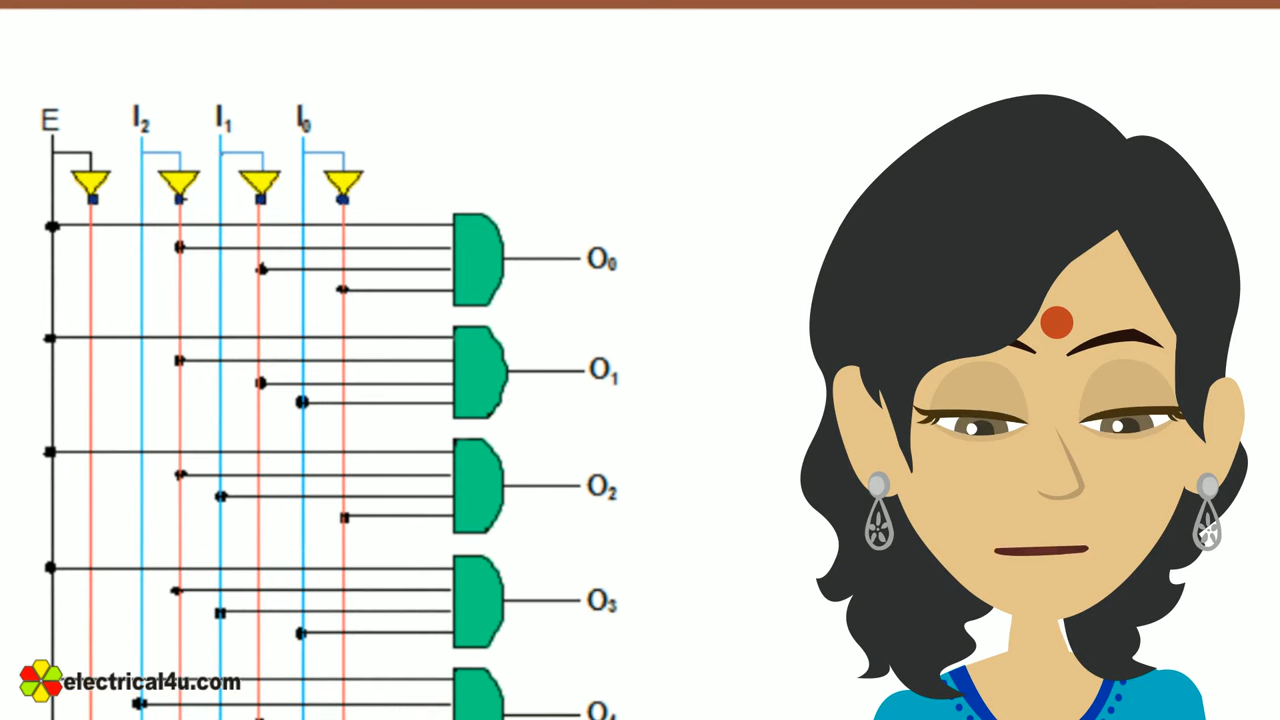 E I₂ I₁ I₀
O₀
O₁
O₂
O₃
electrical4u.com